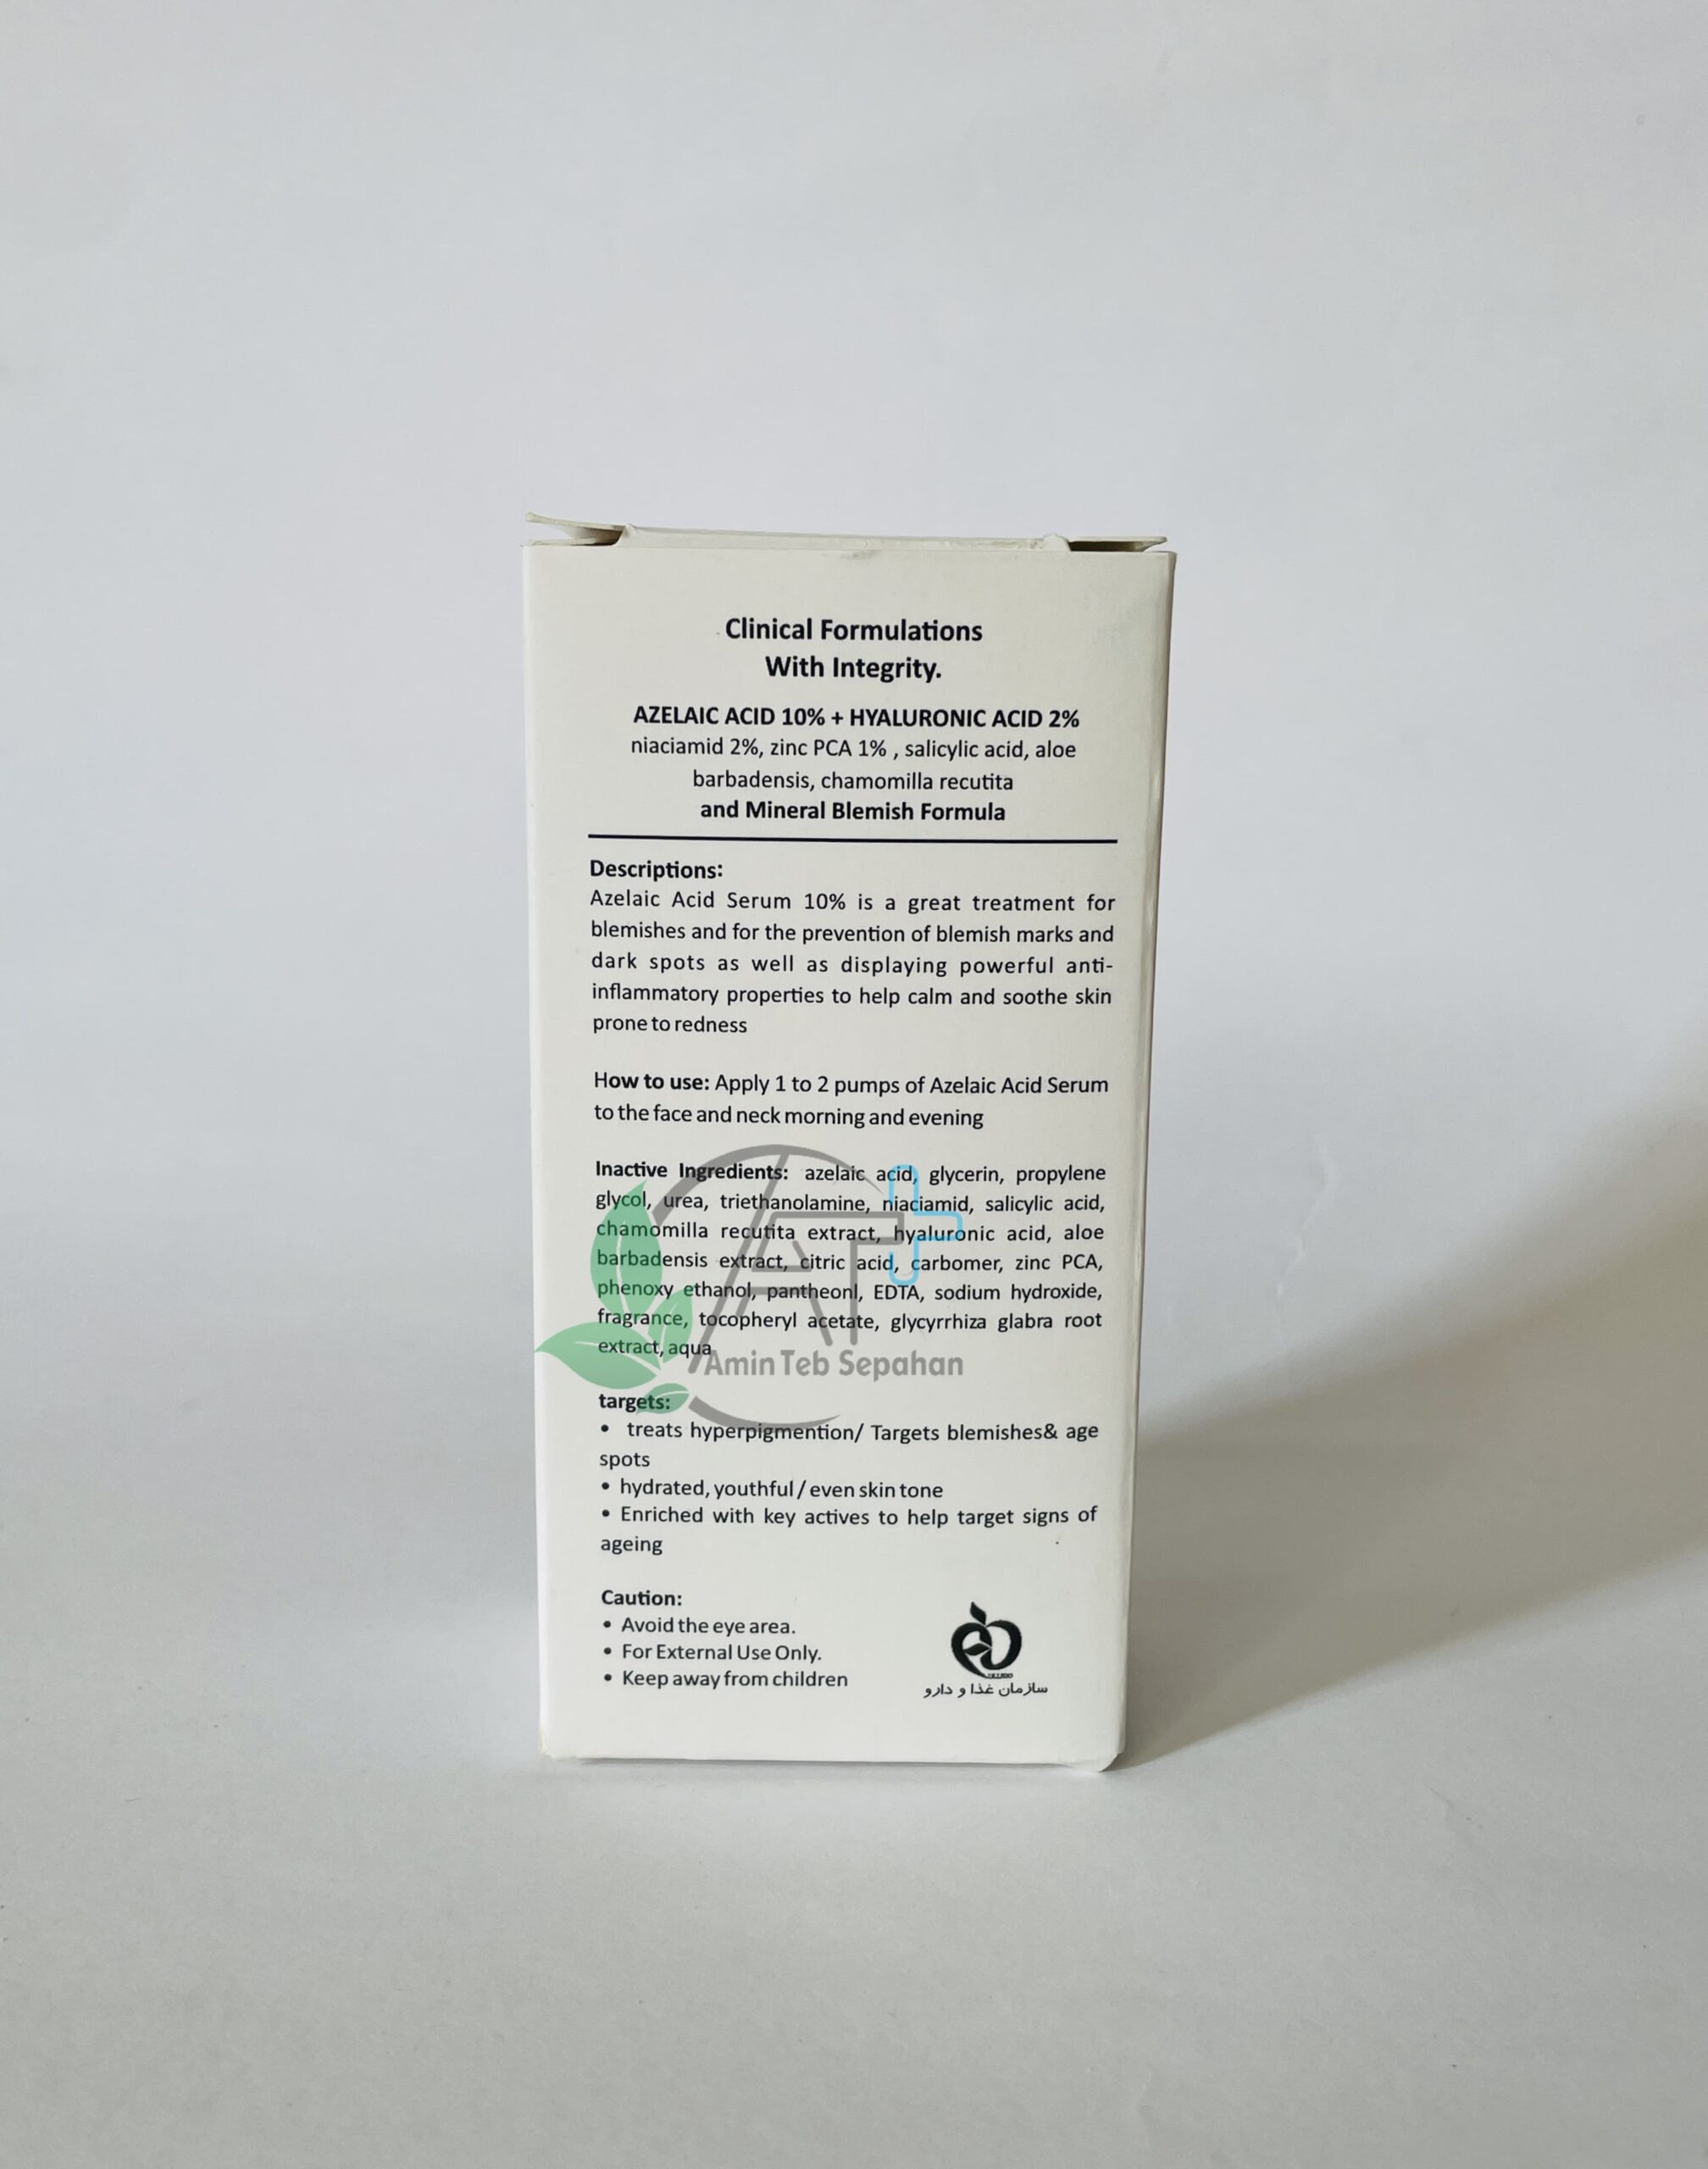 Clinical Formulations
With Integrity.
AZELAIC ACID 10% + HYALURONIC ACID 2%
niaciamid 2%, zinc PCA 1% , salicylic acid, aloe
barbadensis, chamomilla recutita
and Mineral Blemish Formula
Descriptions:
Azelaic Acid Serum 10% is a great treatment for
blemishes and for the prevention of blemish marks and
dark spots as well as displaying powerful anti-
inflammatory properties to help calm and soothe skin
prone to redness
How to use: Apply 1 to 2 pumps of Azelaic Acid Serum
to the face and neck morning and evening
Inactive Ingredients: azelaic acid, glycerin, propylene
glycol, urea, triethanolamine, niaciamid, salicylic acid,
chamomilla recutita extract, hyaluronic acid, aloe
barbadensis extract, citric acid, carbomer, zinc PCA,
phenoxy ethanol, pantheonl, EDTA, sodium hydroxide,
fragrance, tocopheryl acetate, glycyrrhiza glabra root
extract, aqua
Amin Teb Sepahan
targets:
• treats hyperpigmention/ Targets blemishes& age
spots
• hydrated, youthful / even skin tone
• Enriched with key actives to help target signs of
ageing
Caution:
• Avoid the eye area.
• For External Use Only.
• Keep away from children
سازمان غذا و دارو